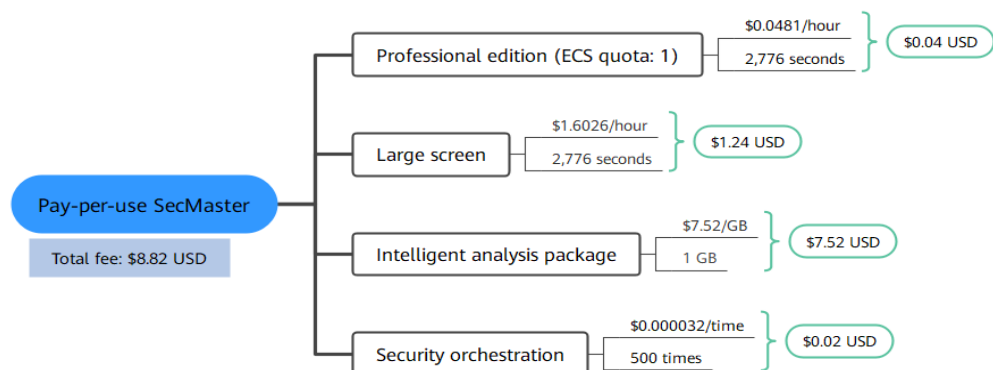 $0.0481/hour
Professional edition (ECS quota: 1)
2,776 seconds
$0.04 USD
$1.6026/hour
Large screen
2,776 seconds
$1.24 USD
Pay-per-use SecMaster
Total fee: $8.82 USD
$7.52/GB
Intelligent analysis package
1 GB
$7.52 USD
$0.000032/time
Security orchestration
500 times
$0.02 USD